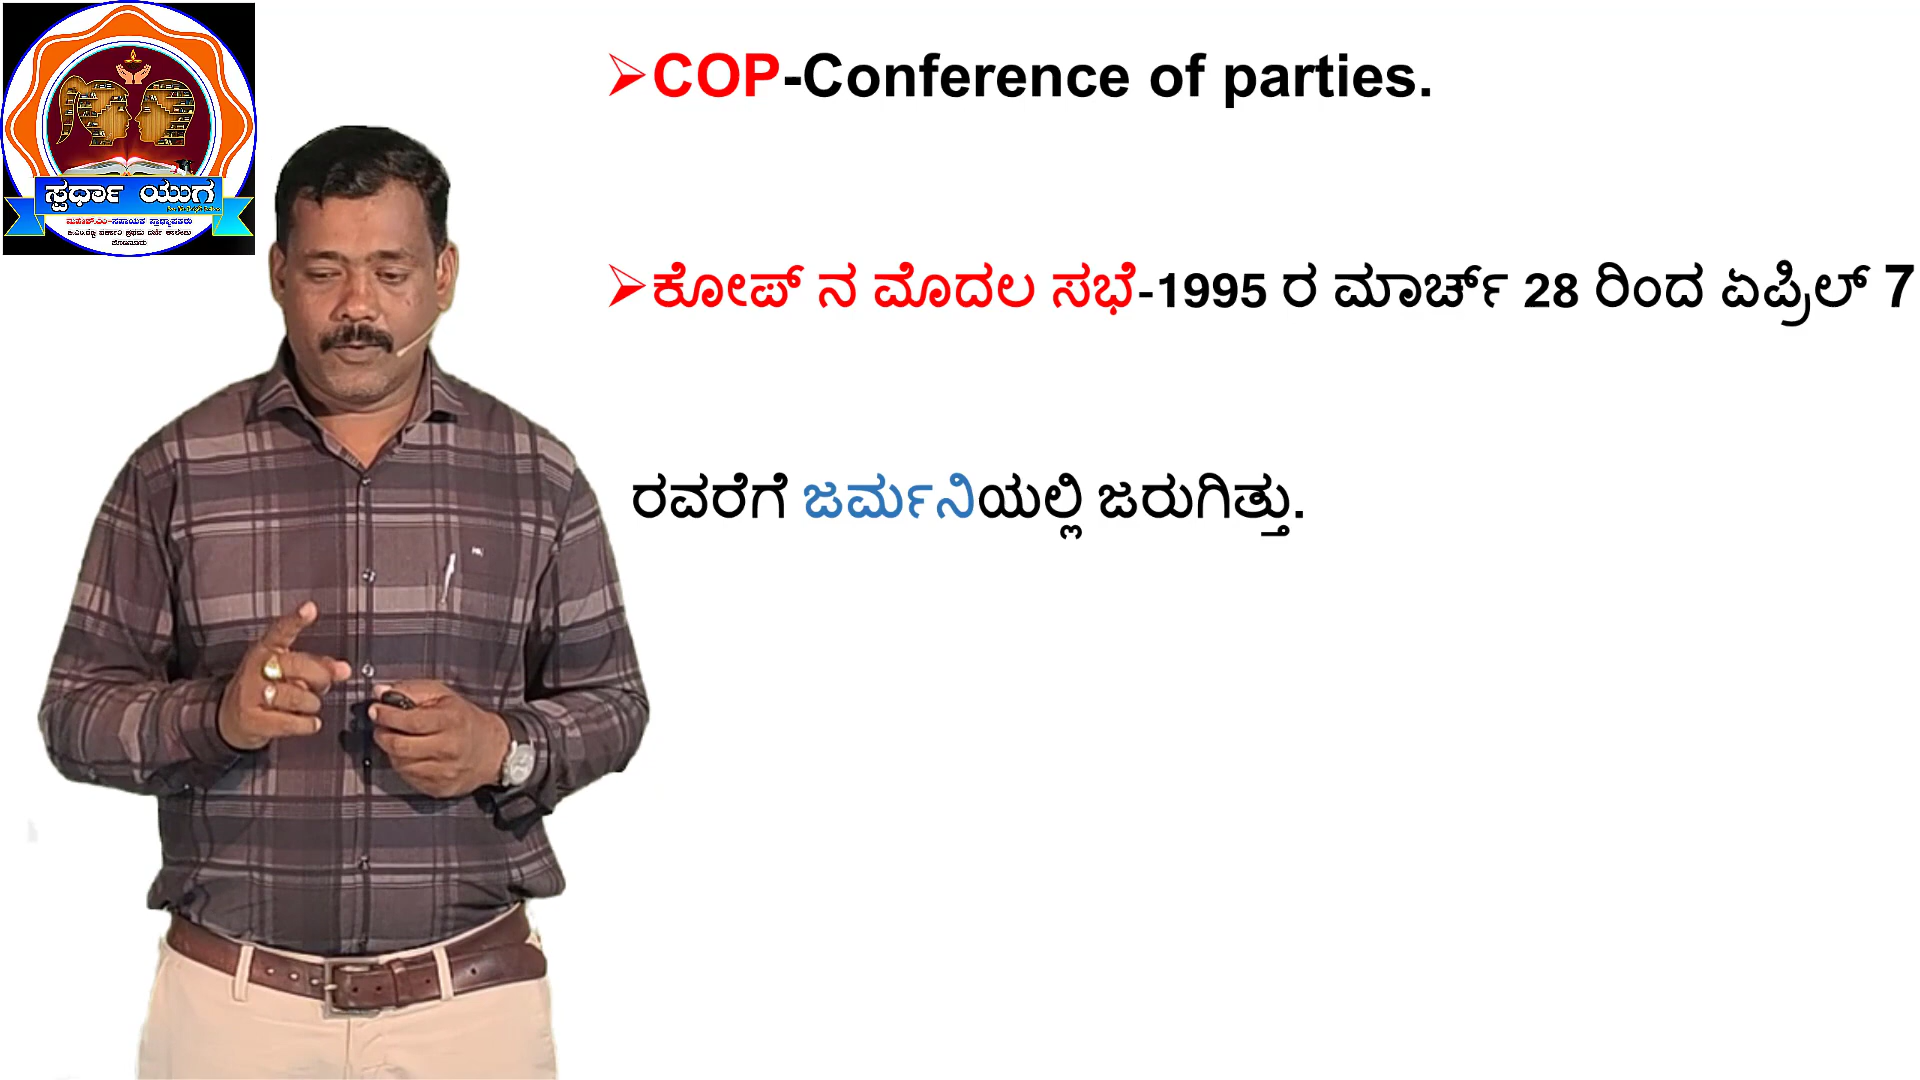 ಸ್ಪರ್ಧಾ ಯುಗ
➢COP-Conference of parties.
➢ಕೋಪ್ ನ ಮೊದಲ ಸಭೆ-1995 ರ ಮಾರ್ಚ್ 28 ರಿಂದ ಏಪ್ರಿಲ್ 7
ರವರೆಗೆ ಜರ್ಮನಿಯಲ್ಲಿ ಜರುಗಿತ್ತು.